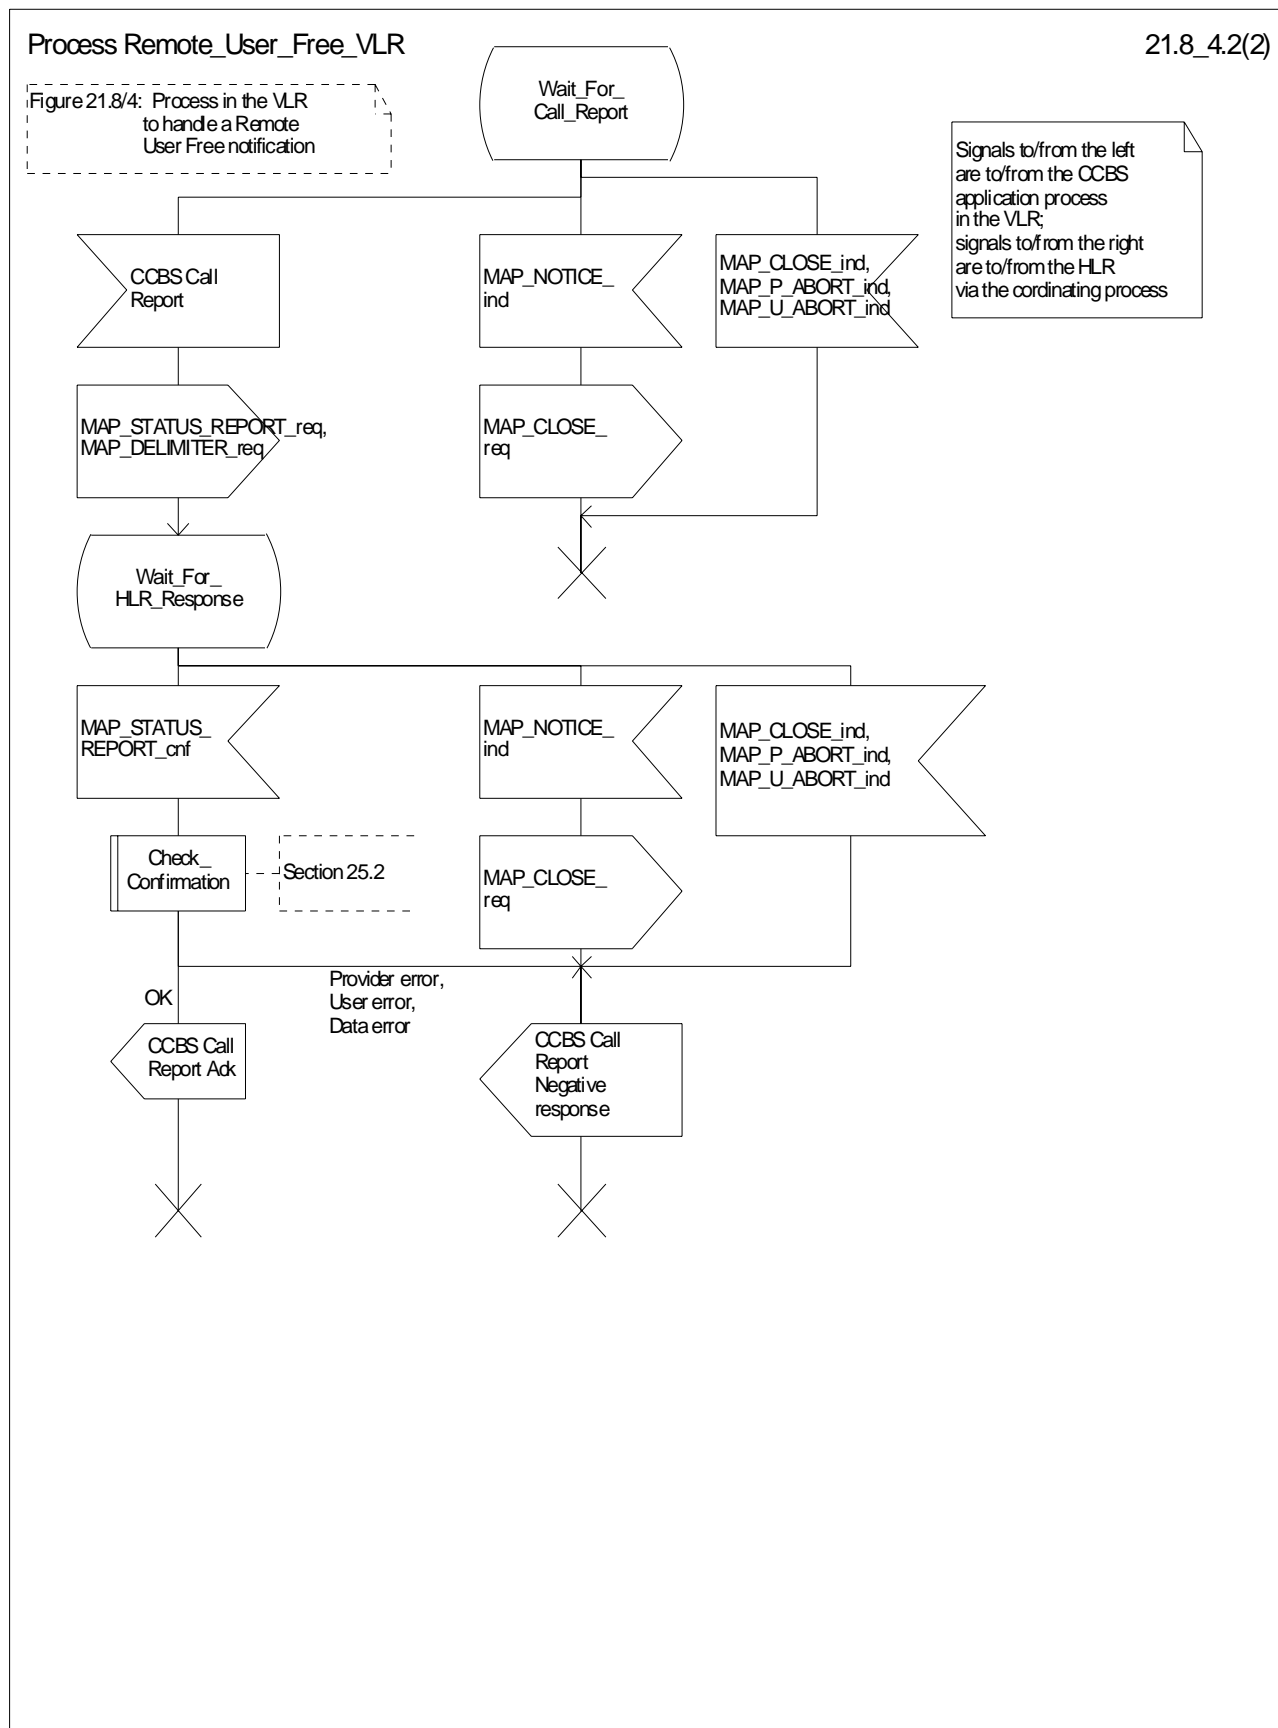 Process Remote_User_Free_VLR
21.8_4.2(2)
Figure 21.8/4: Process in the VLR
to handle a Remote
User Free notification
Wait_For_
Call_Report
Signals to/from the left
are to/from the CCBS
application process
in the VLR;
signals to/from the right
are to/from the HLR
via the cordinating process
CCBS Call
Report
MAP_NOTICE_
ind
MAP_CLOSE_ind,
MAP_P_ABORT_ind,
MAP_U_ABORT_ind
MAP_STATUS_REPORT_req,
MAP_DELIMITER_req
MAP_CLOSE_
req
Wait_For_
HLR_Response
MAP_STATUS_
REPORT_cnf
MAP_NOTICE_
ind
MAP_CLOSE_ind,
MAP_P_ABORT_ind,
MAP_U_ABORT_ind
Check_
Confirmation
Section 25.2
MAP_CLOSE_
req
Provider error,
User error,
Data error
OK
CCBS Call
Report Ack
CCBS Call
Report
Negative
response